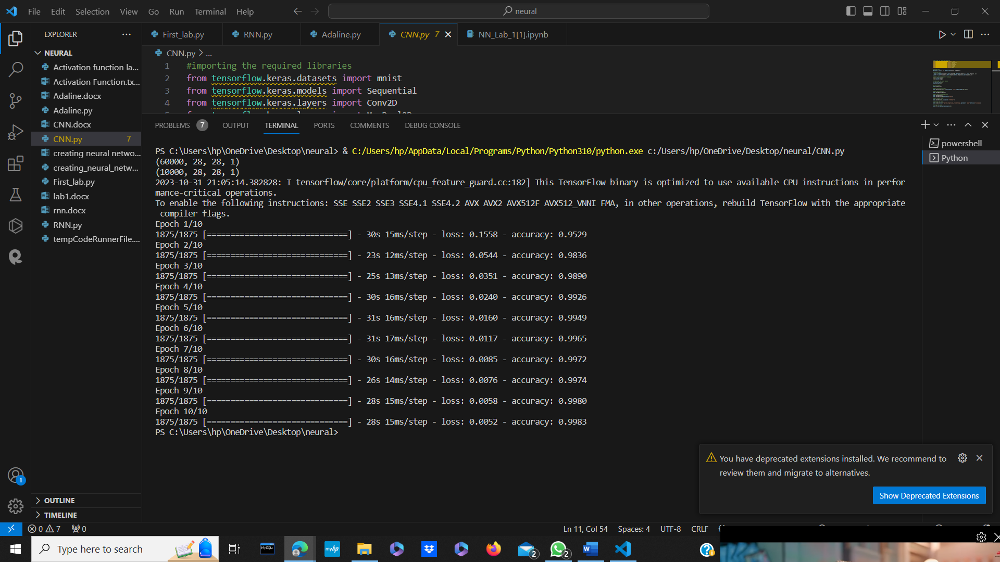 File Edit Selection View Go Run Terminal Help
neural
EXPLORER
NEURAL
Activation function la...
Activation Function.tx...
Adaline.docx
Adaline.py
CNN.docx
CNN.py 7
creating neural netwo...
creating_neural_netw...
First_lab.py
lab1.docx
rnn.docx
RNN.py
tempCodeRunnerFile....
OUTLINE
TIMELINE
First_lab.py RNN.py Adaline.py CNN.py 7 NN_Lab_1[1].ipynb
CNN.py > ...
1 #importing the required libraries
2 from tensorflow.keras.datasets import mnist
3 from tensorflow.keras.models import Sequential
4 from tensorflow.keras.layers import Conv2D
PROBLEMS 7 OUTPUT TERMINAL PORTS COMMENTS DEBUG CONSOLE
powershell
Python
PS C:\Users\hp\OneDrive\Desktop\neural> & C:/Users/hp/AppData/Local/Programs/Python/Python310/python.exe c:/Users/hp/OneDrive/Desktop/neural/CNN.py
(60000, 28, 28, 1)
(10000, 28, 28, 1)
2023-10-31 21:05:14.382828: I tensorflow/core/platform/cpu_feature_guard.cc:182] This TensorFlow binary is optimized to use available CPU instructions in perfor
mance-critical operations.
To enable the following instructions: SSE SSE2 SSE3 SSE4.1 SSE4.2 AVX AVX2 AVX512F AVX512_VNNI FMA, in other operations, rebuild TensorFlow with the appropriate
compiler flags.
Epoch 1/10
1875/1875 [==============================] - 30s 15ms/step - loss: 0.1558 - accuracy: 0.9529
Epoch 2/10
1875/1875 [==============================] - 23s 12ms/step - loss: 0.0544 - accuracy: 0.9836
Epoch 3/10
1875/1875 [==============================] - 25s 13ms/step - loss: 0.0351 - accuracy: 0.9890
Epoch 4/10
1875/1875 [==============================] - 30s 16ms/step - loss: 0.0240 - accuracy: 0.9926
Epoch 5/10
1875/1875 [==============================] - 31s 16ms/step - loss: 0.0160 - accuracy: 0.9949
Epoch 6/10
1875/1875 [==============================] - 31s 17ms/step - loss: 0.0117 - accuracy: 0.9965
Epoch 7/10
1875/1875 [==============================] - 30s 16ms/step - loss: 0.0085 - accuracy: 0.9972
Epoch 8/10
1875/1875 [==============================] - 26s 14ms/step - loss: 0.0076 - accuracy: 0.9974
Epoch 9/10
1875/1875 [==============================] - 28s 15ms/step - loss: 0.0058 - accuracy: 0.9980
Epoch 10/10
1875/1875 [==============================] - 28s 15ms/step - loss: 0.0052 - accuracy: 0.9983
PS C:\Users\hp\OneDrive\Desktop\neural>
You have deprecated extensions installed. We recommend to
review them and migrate to alternatives.
Show Deprecated Extensions
1
0 7 0
Ln 11, Col 54 Spaces: 4 UTF-8 CRLF
Type here to search
MySQL
myhp
2
2